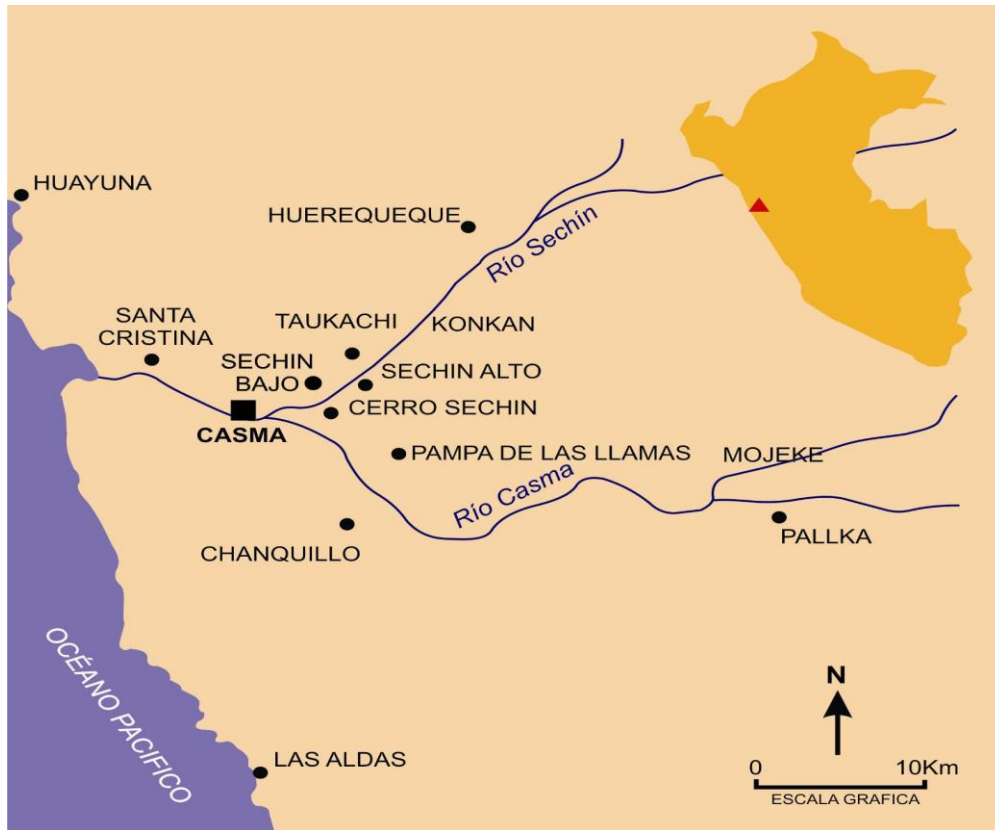 HUAYUNA
HUEREQUEQUE
Río Sechín
SANTA
CRISTINA
TAUKACHI
KONKAN
SECHIN
BAJO
SECHIN ALTO
CERRO SECHIN
CASMA
PAMPA DE LAS LLAMAS
MOJEKE
Río Casma
CHANQUILLO
PALLKA
OCÉANO PACIFICO
LAS ALDAS
N
0 10Km
ESCALA GRAFICA